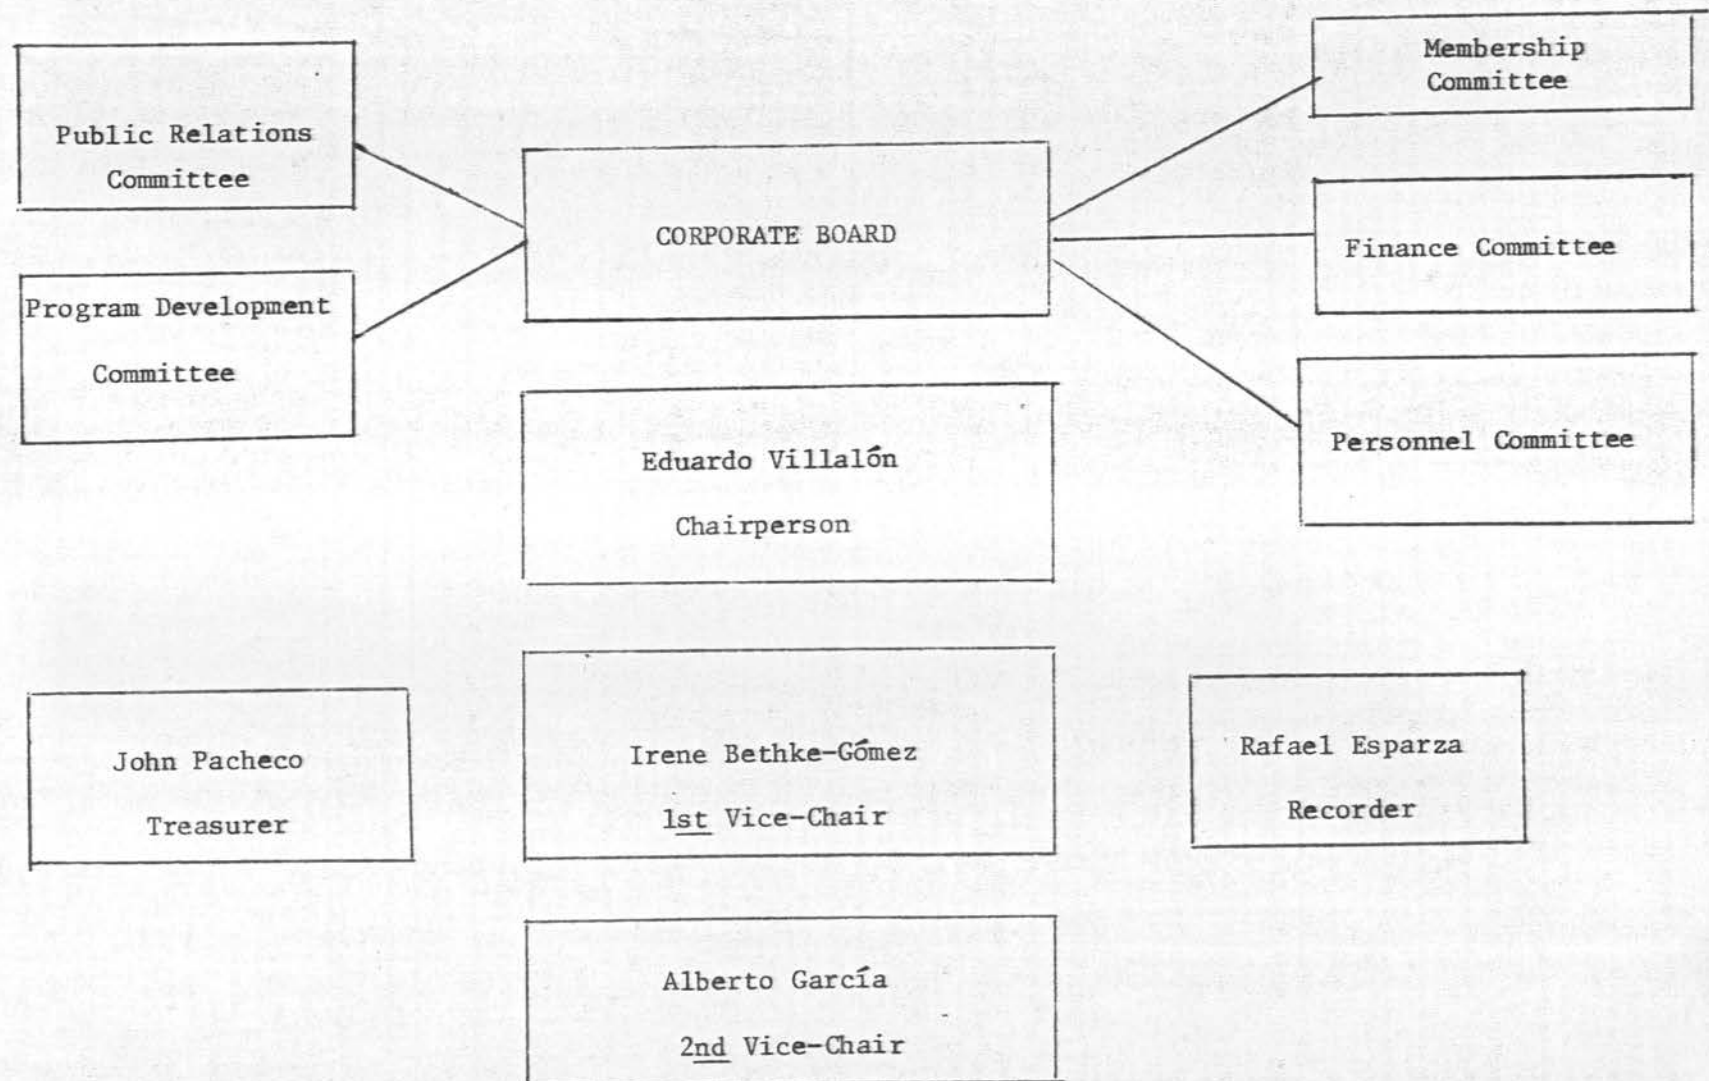 Public Relations
Committee
Program Development
Committee
CORPORATE BOARD
Membership
Committee
Finance Committee
Personnel Committee
Eduardo Villalón
Chairperson
John Pacheco
Treasurer
Irene Bethke-Gómez
1st Vice-Chair
Rafael Esparza
Recorder
Alberto García
2nd Vice-Chair